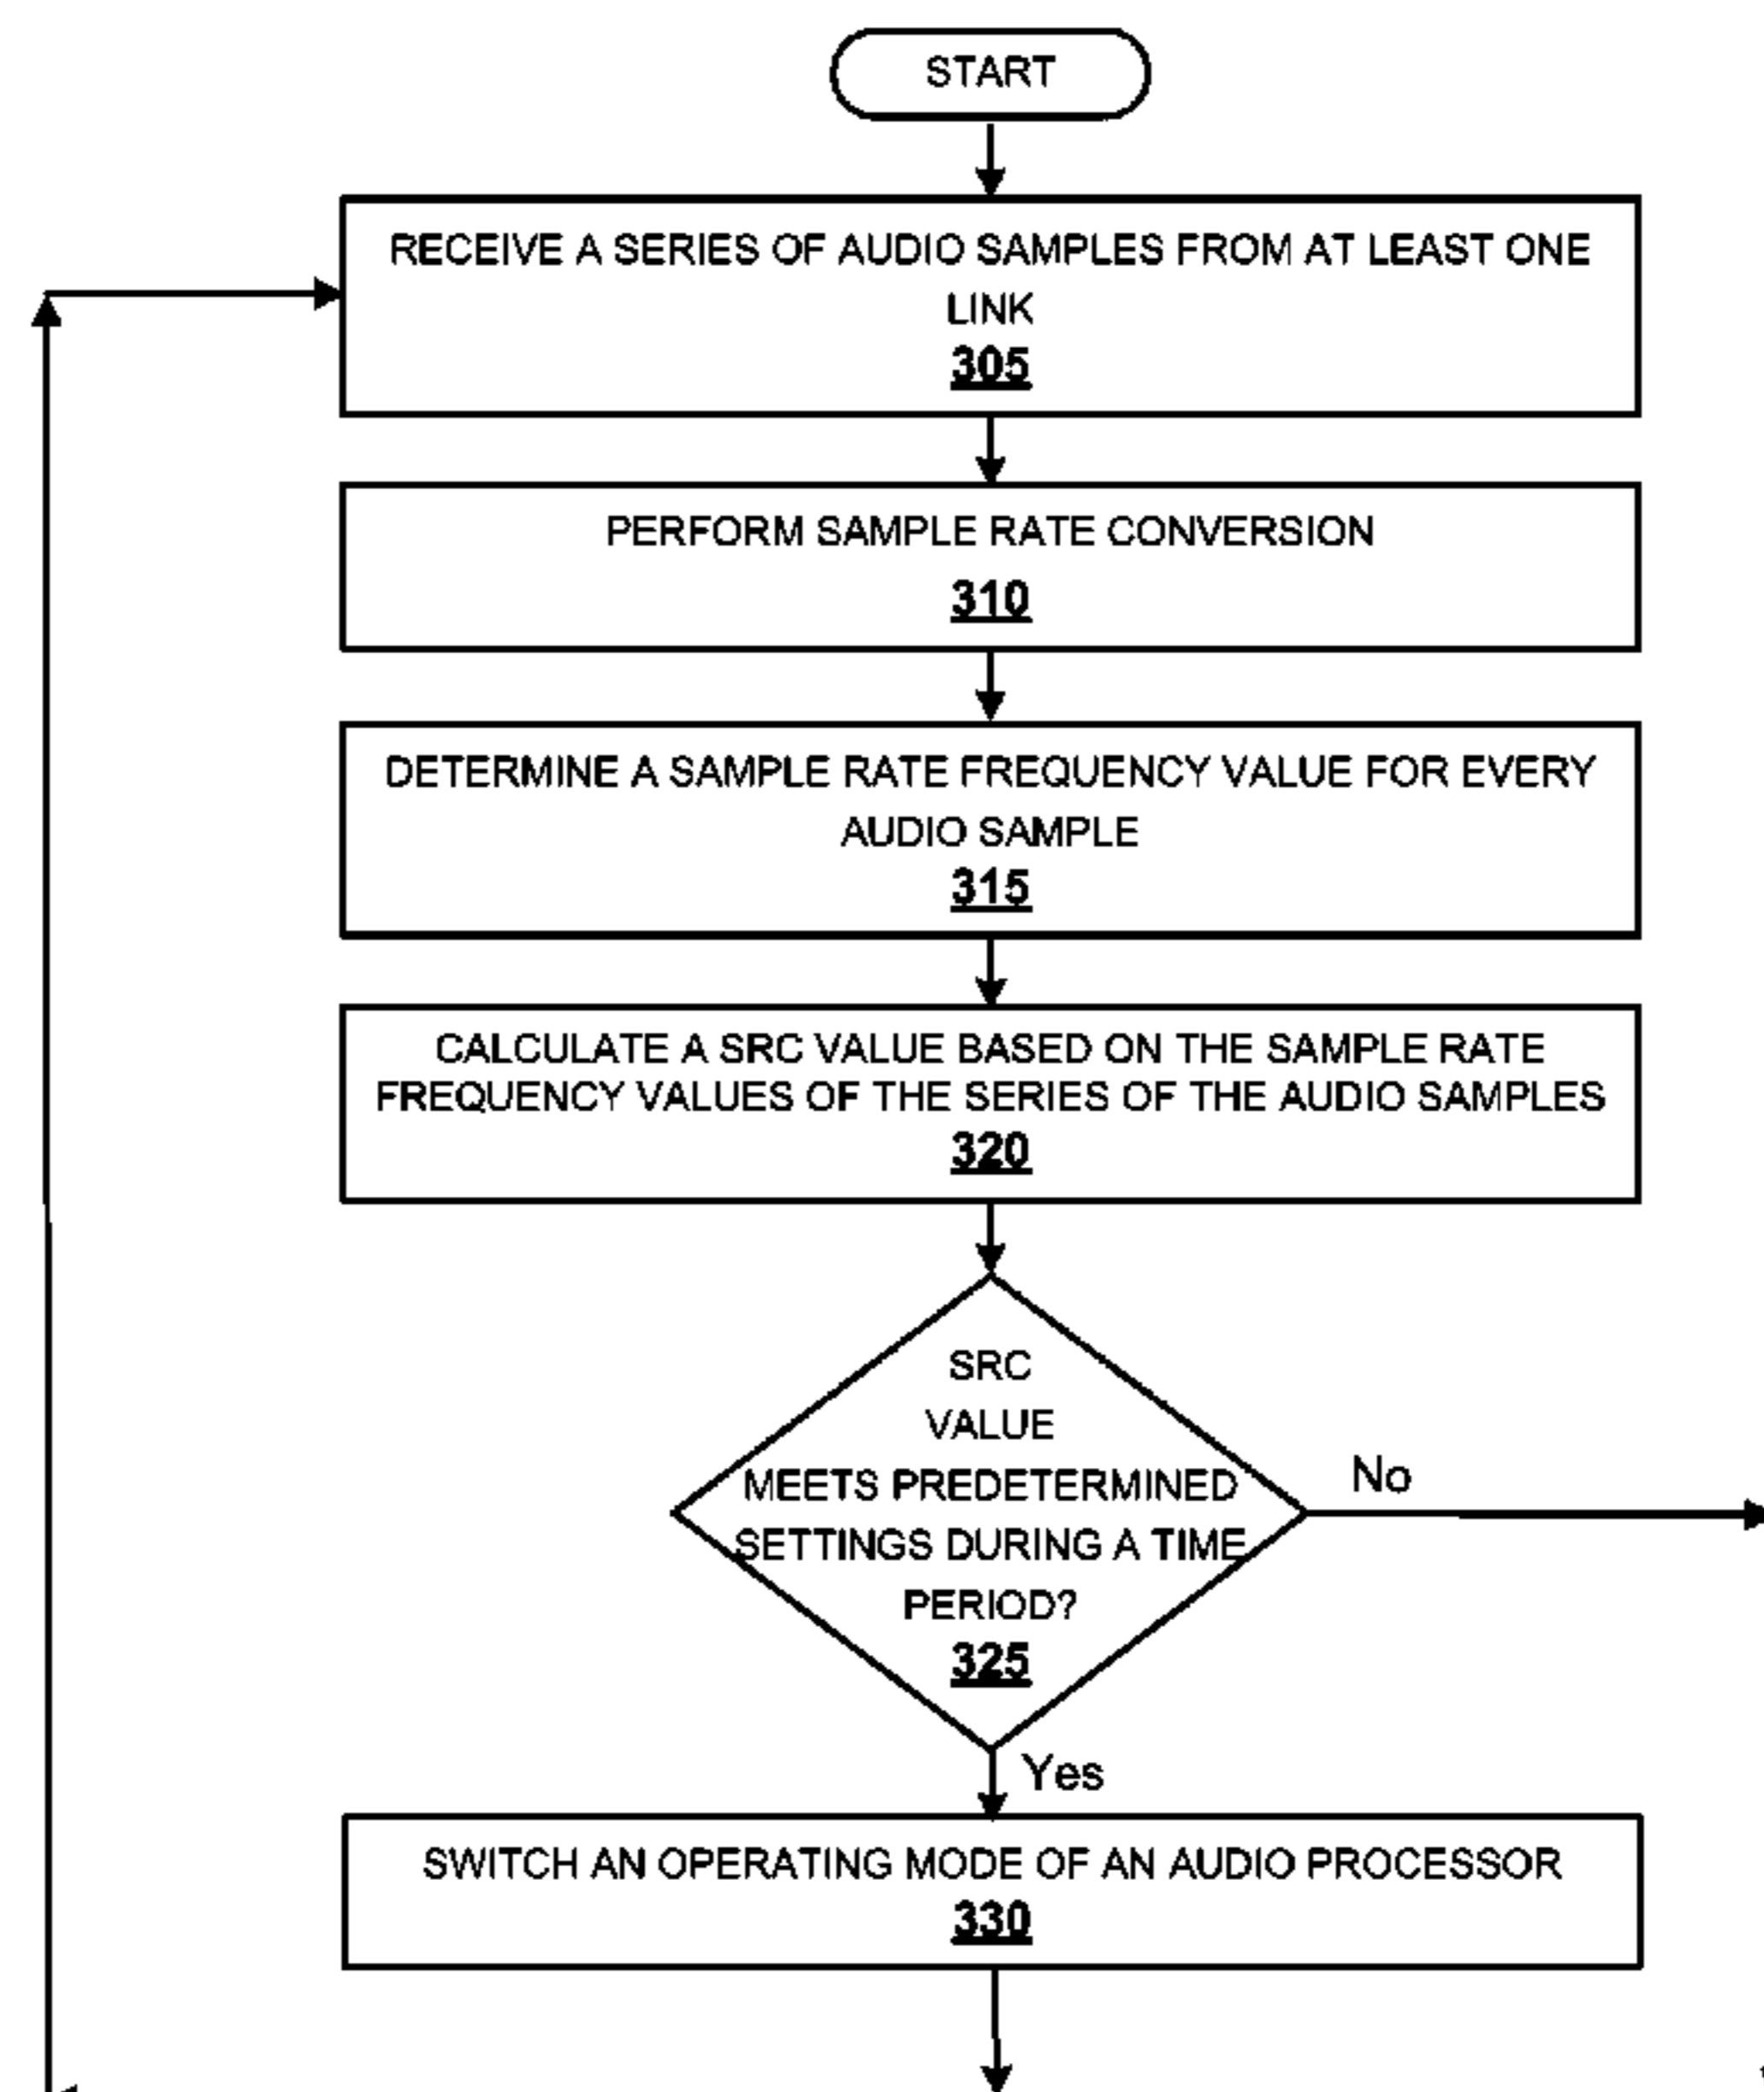 START
RECEIVE A SERIES OF AUDIO SAMPLES FROM AT LEAST ONE
LINK
305
PERFORM SAMPLE RATE CONVERSION
310
DETERMINE A SAMPLE RATE FREQUENCY VALUE FOR EVERY
AUDIO SAMPLE
315
CALCULATE A SRC VALUE BASED ON THE SAMPLE RATE
FREQUENCY VALUES OF THE SERIES OF THE AUDIO SAMPLES
320
SRC
VALUE
MEETS PREDETERMINED
SETTINGS DURING A TIME
PERIOD?
325
No
Yes
SWITCH AN OPERATING MODE OF AN AUDIO PROCESSOR
330